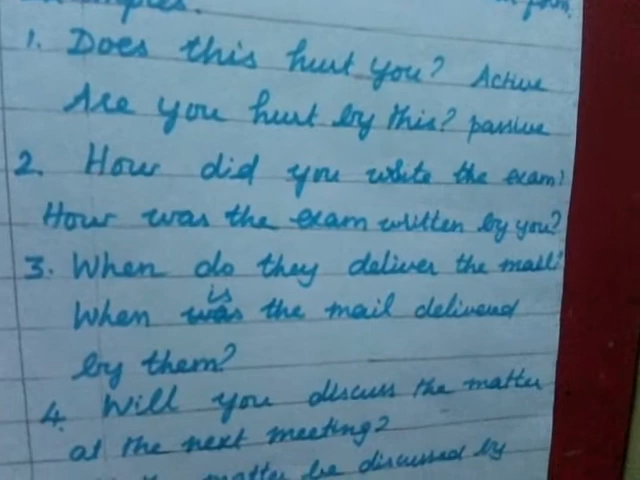 Examples.
form.
1. Does this hurt you? Active
Are you hurt by this? passive
2. How did you write the exam?
How was the exam written by you?
3. When do they deliver the mail?
is
When was the mail delivered
by them?
4. Will you discuss the matter
at the next meeting?
matter be discussed by